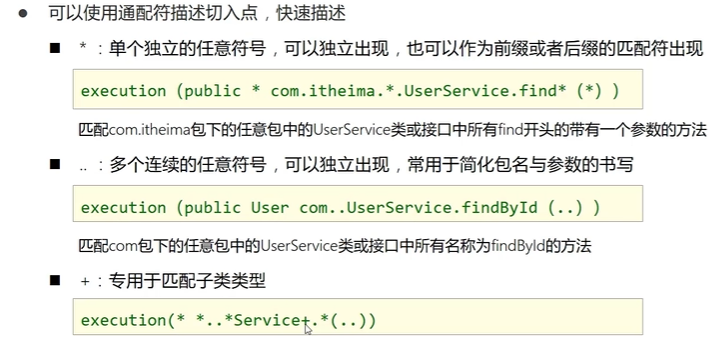 ● 可以使用通配符描述切入点，快速描述
■ *：单个独立的任意符号，可以独立出现，也可以作为前缀或者后缀的匹配符出现
execution (public * com.itheima.*.UserService.find* (*) )
匹配com.itheima包下的任意包中的UserService类或接口中所有find开头的带有一个参数的方法
■ ..：多个连续的任意符号，可以独立出现，常用于简化包名与参数的书写
execution (public User com..UserService.findById (..) )
匹配com包下的任意包中的UserService类或接口中所有名称为findById的方法
■ +：专用于匹配子类类型
execution(* *..*Service+.*(..))